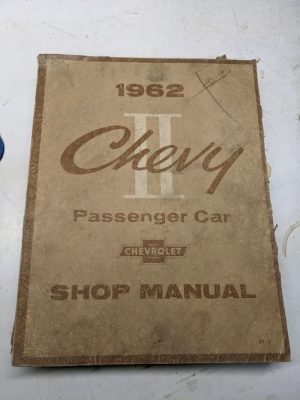 1962
Chevy
II
Passenger Car
CHEVROLET
SHOP MANUAL